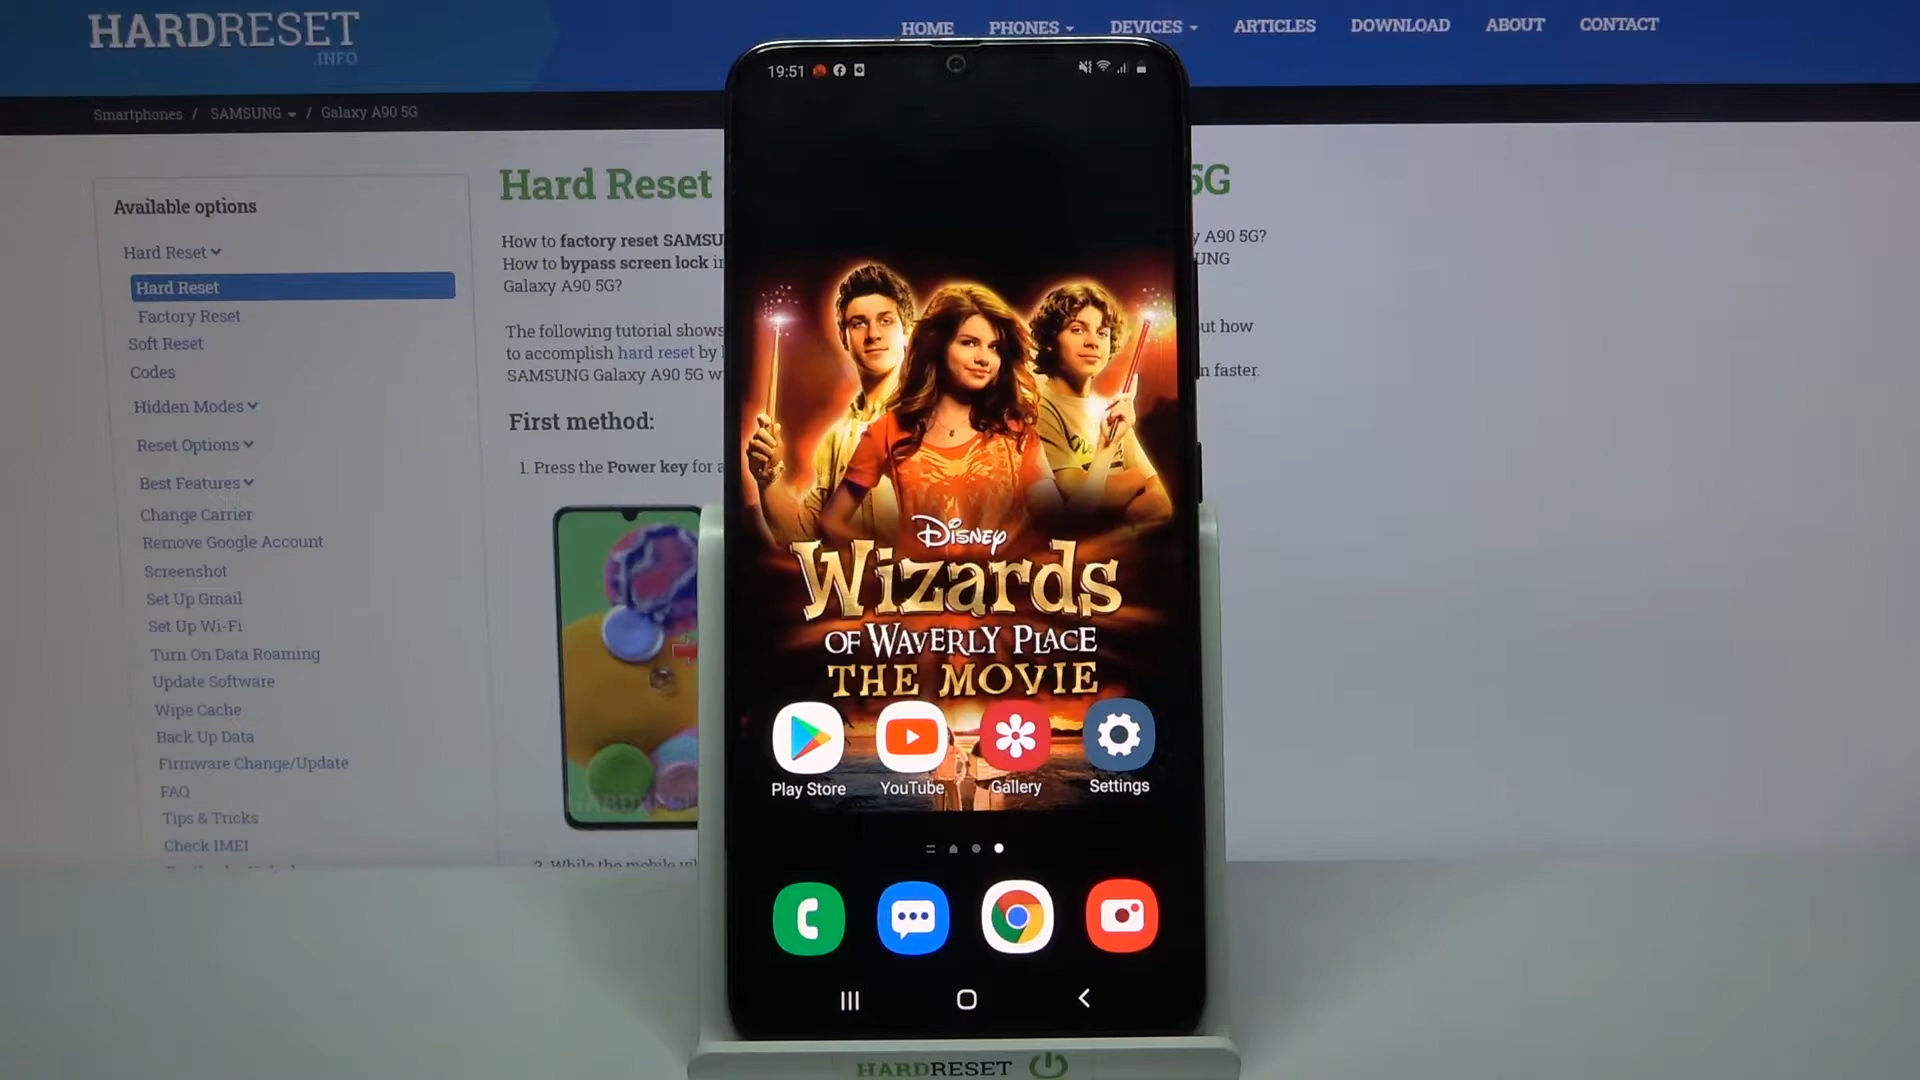 HARDRESET
.INFO
HOME PHONES DEVICES ARTICLES DOWNLOAD ABOUT CONTACT
Smartphones / SAMSUNG / Galaxy A90 5G
Available options
Hard Reset
Hard Reset
Factory Reset
Soft Reset
Codes
Hidden Modes
Reset Options
Best Features
Change Carrier
Remove Google Account
Screenshot
Set Up Gmail
Set Up Wi-Fi
Turn On Data Roaming
Update Software
Wipe Cache
Back Up Data
Firmware Change/Update
FAQ
Tips & Tricks
Check IMEI
Hard Reset 5G
How to factory reset SAMSU y A90 5G?
How to bypass screen lock in UNG
Galaxy A90 5G?
The following tutorial shows out how
to accomplish hard reset by
SAMSUNG Galaxy A90 5G w n faster.
First method:
1. Press the Power key for a
2. While the mobile
19:51
DISNEY
WIZARDS
OF WAVERLY PLACE
THE MOVIE
Play Store YouTube Gallery Settings
HARDRESET